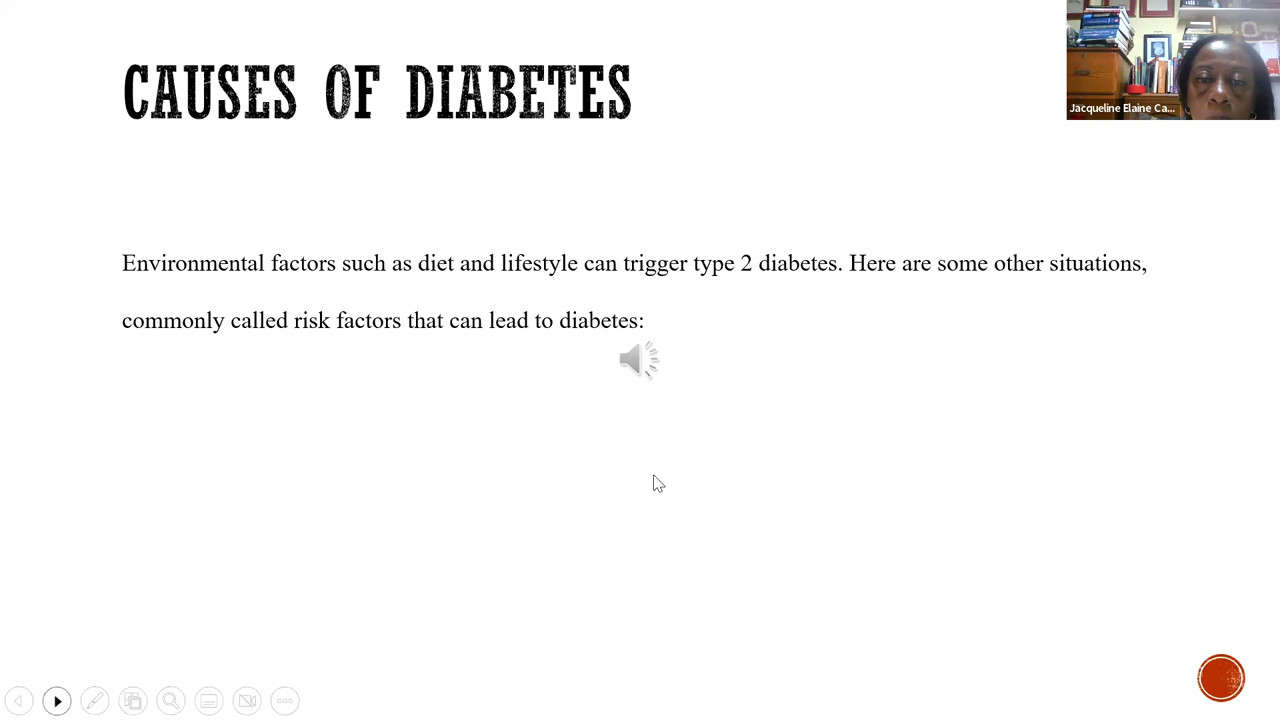 CAUSES OF DIABETES
Jacqueline Elaine Ca...
Environmental factors such as diet and lifestyle can trigger type 2 diabetes. Here are some other situations,
commonly called risk factors that can lead to diabetes: